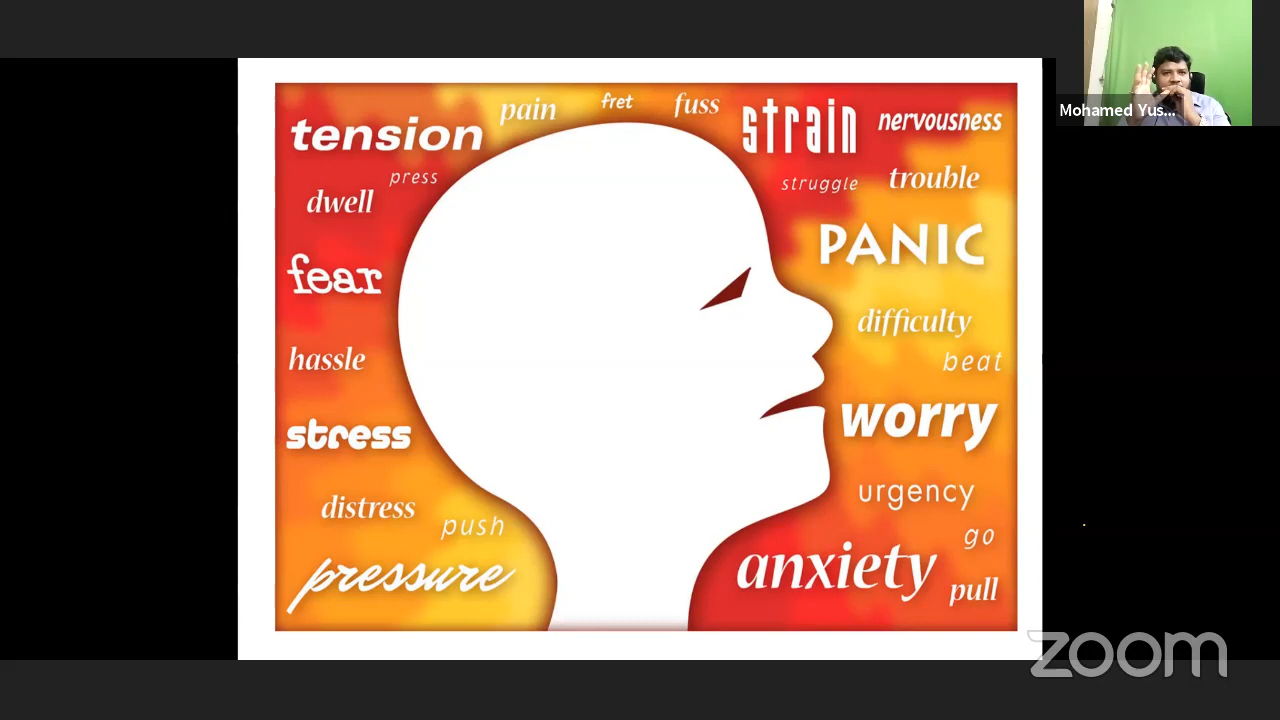 Mohamed Yus...
tension
pain
fret
fuss
strain
nervousness
press
struggle
trouble
dwell
PANIC
fear
difficulty
hassle
beat
worry
stress
urgency
distress
push
go
anxiety
pressure
pull
zoom